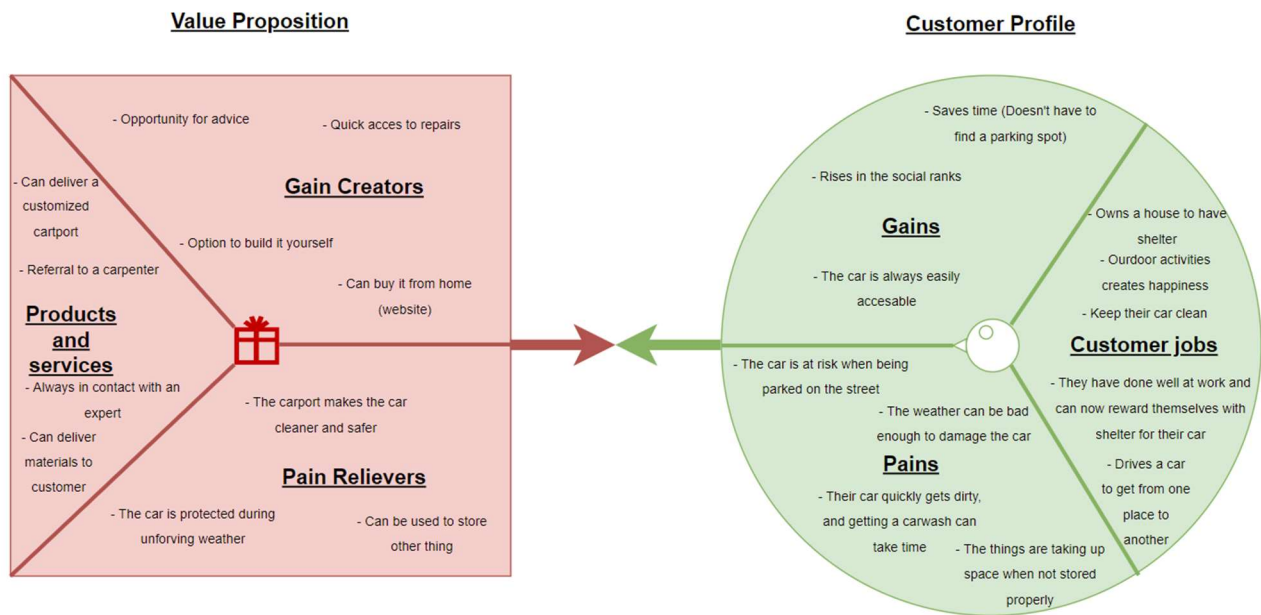 Value Proposition
- Opportunity for advice
- Quick acces to repairs
- Can deliver a
customized
cartport
Gain Creators
- Option to build it yourself
- Referral to a carpenter
- Can buy it from home
(website)
Products
and
services
- Always in contact with an
expert
- Can deliver
materials to
customer
- The carport makes the car
cleaner and safer
Pain Relievers
- The car is protected during
unforving weather
- Can be used to store
other thing
Customer Profile
- Saves time (Doesn't have to
find a parking spot)
- Rises in the social ranks
Gains
- The car is always easily
accesable
- Owns a house to have
shelter
- Ourdoor activities
creates happiness
- Keep their car clean
Customer jobs
- They have done well at work and
can now reward themselves with
shelter for their car
- Drives a car
to get from one
place to
another
- The car is at risk when being
parked on the street
- The weather can be bad
enough to damage the car
Pains
- Their car quickly gets dirty,
and getting a carwash can
take time
- The things are taking up
space when not stored
properly